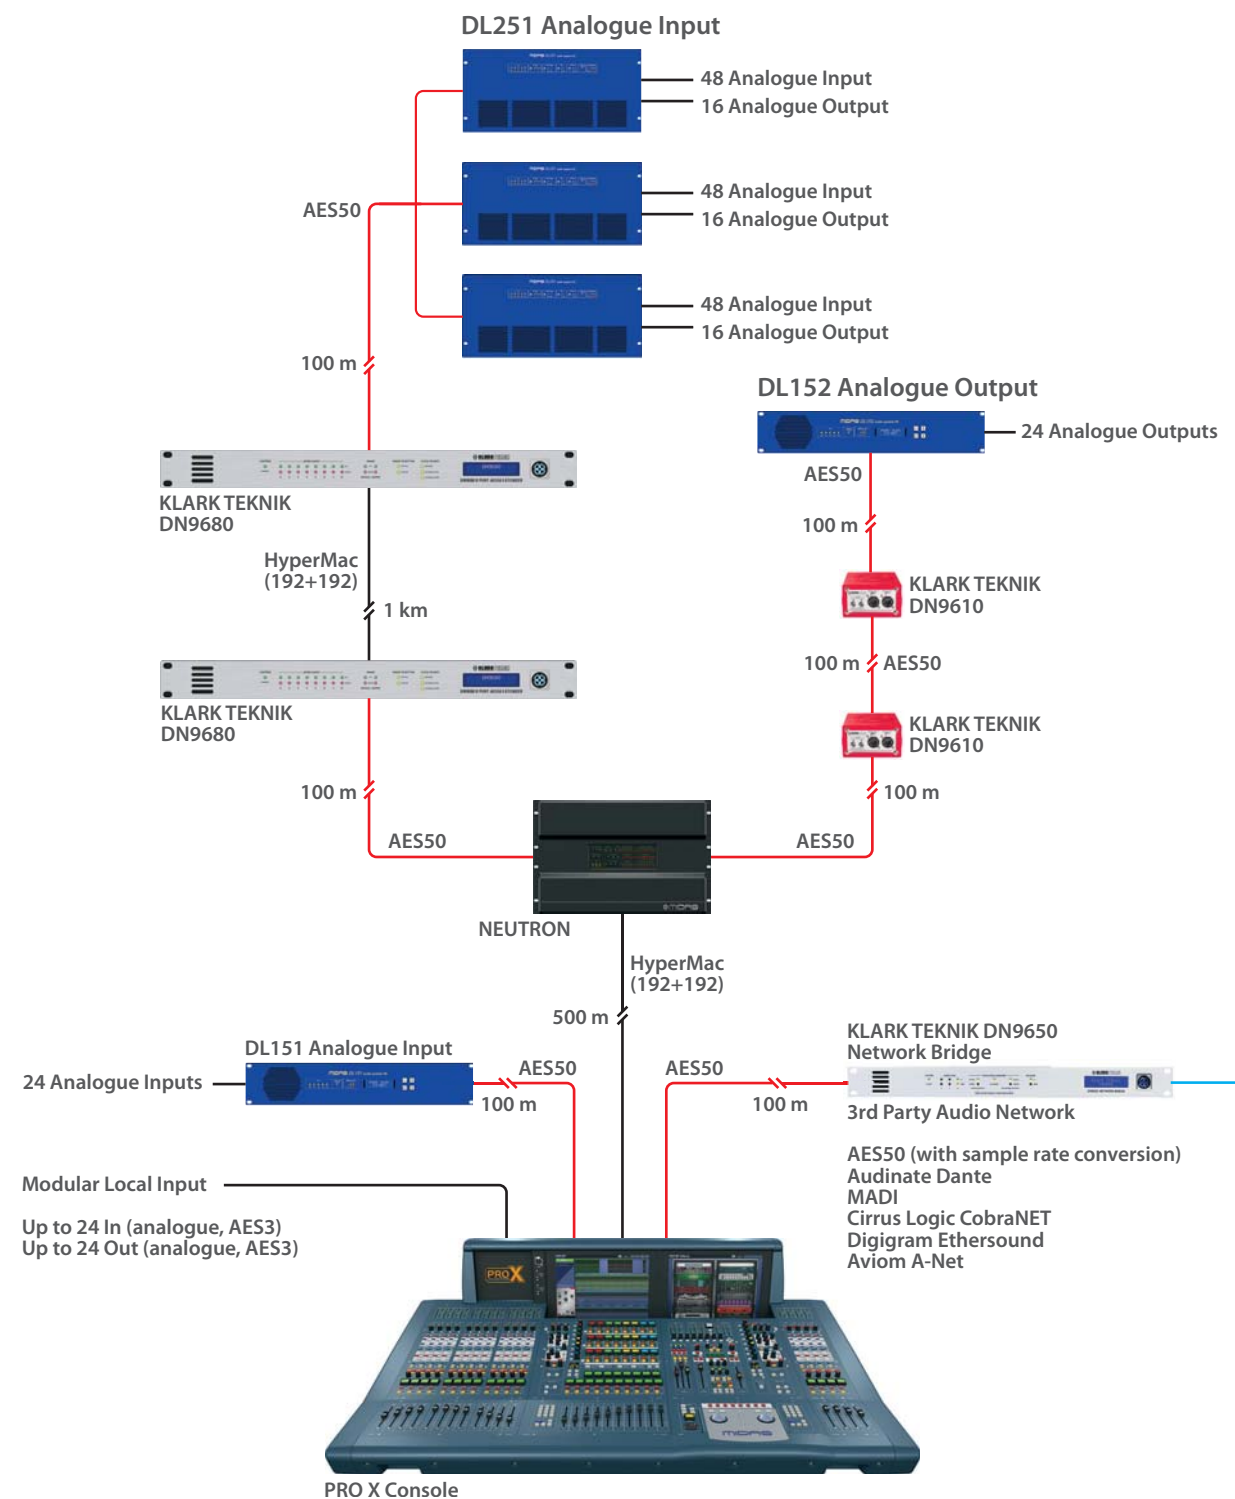 DL251 Analogue Input
48 Analogue Input
16 Analogue Output
48 Analogue Input
16 Analogue Output
AES50
48 Analogue Input
16 Analogue Output
100 m
DL152 Analogue Output
24 Analogue Outputs
AES50
KLARK TEKNIK
DN9680
100 m
HyperMac
(192+192)
1 km
KLARK TEKNIK
DN9610
100 m
AES50
KLARK TEKNIK
DN9680
KLARK TEKNIK
DN9610
100 m
100 m
AES50
AES50
MIDAS
NEUTRON
HyperMac
(192+192)
500 m
DL151 Analogue Input
24 Analogue Inputs
AES50
100 m
AES50
100 m
KLARK TEKNIK DN9650
Network Bridge
3rd Party Audio Network
AES50 (with sample rate conversion)
Audinate Dante
MADI
Cirrus Logic CobraNET
Digigram Ethersound
Aviom A-Net
Modular Local Input
Up to 24 In (analogue, AES3)
Up to 24 Out (analogue, AES3)
PRO X
MIDAS
PRO X Console